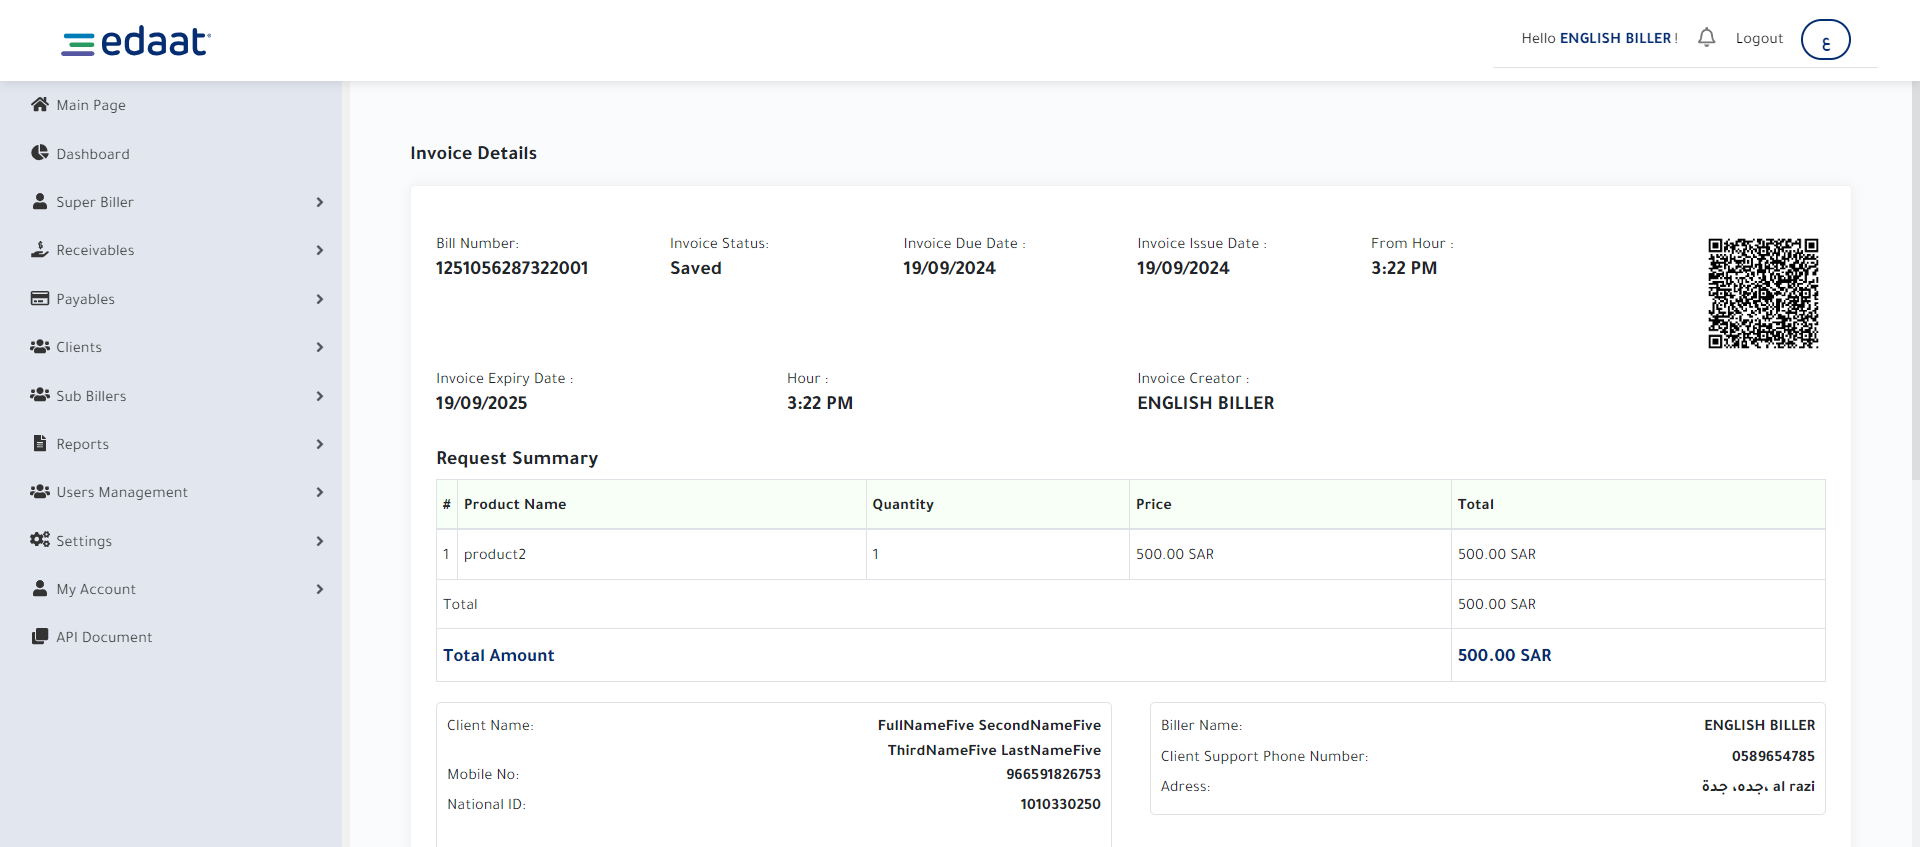 edaat
Hello ENGLISH BILLER !
Logout
ع
Main Page
Dashboard
Super Biller
Receivables
Payables
Clients
Sub Billers
Reports
Users Management
Settings
My Account
API Document
Invoice Details
Bill Number:
1251056287322001
Invoice Status:
Saved
Invoice Due Date :
19/09/2024
Invoice Issue Date :
19/09/2024
From Hour :
3:22 PM
Invoice Expiry Date :
19/09/2025
Hour :
3:22 PM
Invoice Creator :
ENGLISH BILLER
Request Summary
# Product Name Quantity Price Total
1 product2 1 500.00 SAR 500.00 SAR
Total 500.00 SAR
Total Amount 500.00 SAR
Client Name: FullNameFive SecondNameFive
ThirdNameFive LastNameFive
Mobile No: 966591826753
National ID: 1010330250
Biller Name: ENGLISH BILLER
Client Support Phone Number: 0589654785
Adress: al razi ،جده، جدة